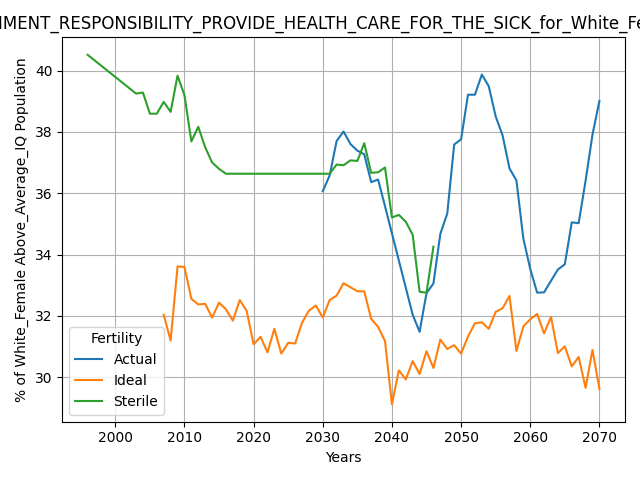 NMENT_RESPONSIBILITY_PROVIDE_HEALTH_CARE_FOR_THE_SICK_for_White_Fe
% of White_Female Above_Average_IQ Population
40
38
36
34
32
30
Fertility
Actual
Ideal
Sterile
2000 2010 2020 2030 2040 2050 2060 2070
Years